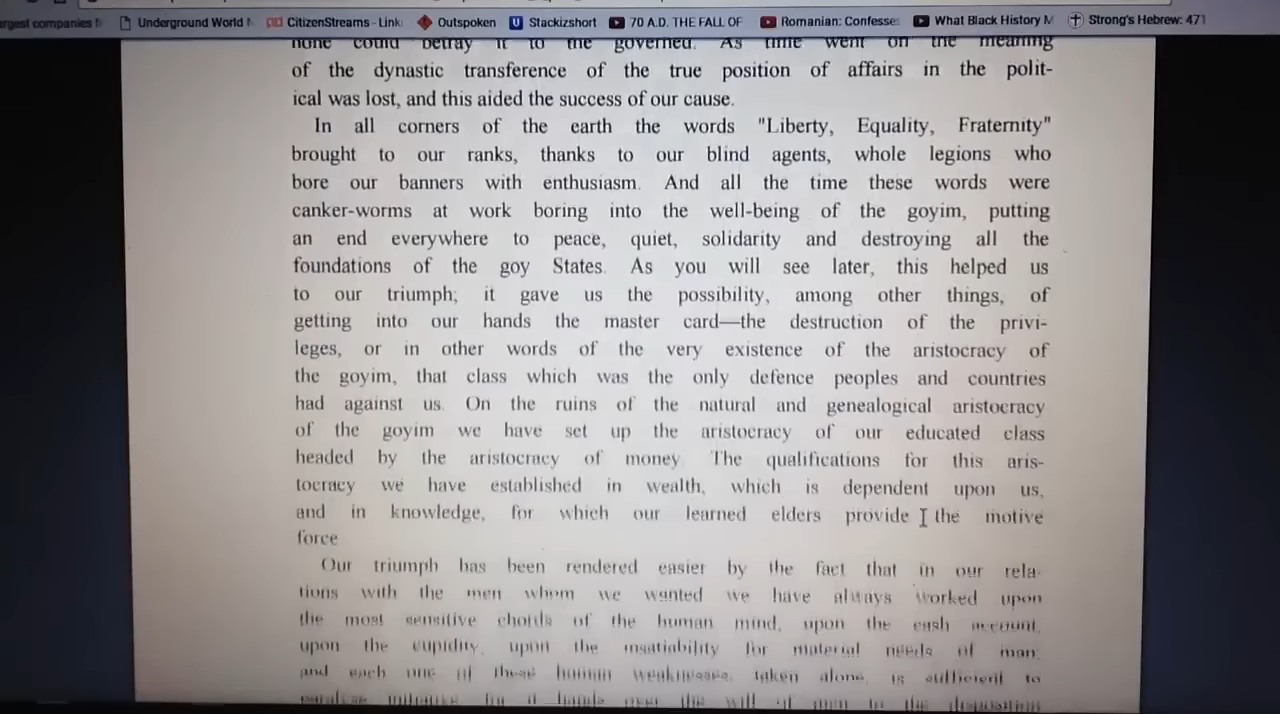 Underground World
CitizenStreams - Link
Outspoken
Stackizshort
70 A.D. THE FALL OF
Romanian: Confesse
What Black History M
Strong's Hebrew: 471
none could betray it to the governed. As time went on the meaning
of the dynastic transference of the true position of affairs in the polit-
ical was lost, and this aided the success of our cause.
In all corners of the earth the words "Liberty, Equality, Fraternity"
brought to our ranks, thanks to our blind agents, whole legions who
bore our banners with enthusiasm. And all the time these words were
canker-worms at work boring into the well-being of the goyim, putting
an end everywhere to peace, quiet, solidarity and destroying all the
foundations of the goy States. As you will see later, this helped us
to our triumph; it gave us the possibility, among other things, of
getting into our hands the master card—the destruction of the privi-
leges, or in other words of the very existence of the aristocracy of
the goyim, that class which was the only defence peoples and countries
had against us. On the ruins of the natural and genealogical aristocracy
of the goyim we have set up the aristocracy of our educated class
headed by the aristocracy of money. The qualifications for this aris-
tocracy we have established in wealth, which is dependent upon us,
and in knowledge, for which our learned elders provide the motive
force
Our triumph has been rendered easier by the fact that in our rela-
tions with the men whom we wanted we have always worked upon
the most sensitive chords of the human mind, upon the cash account,
upon the cupidity, upon the insatiability for material needs of man;
and each one of these human weaknesses, taken alone, is sufficient to
initiative, for it hands over the will of men to the disposition